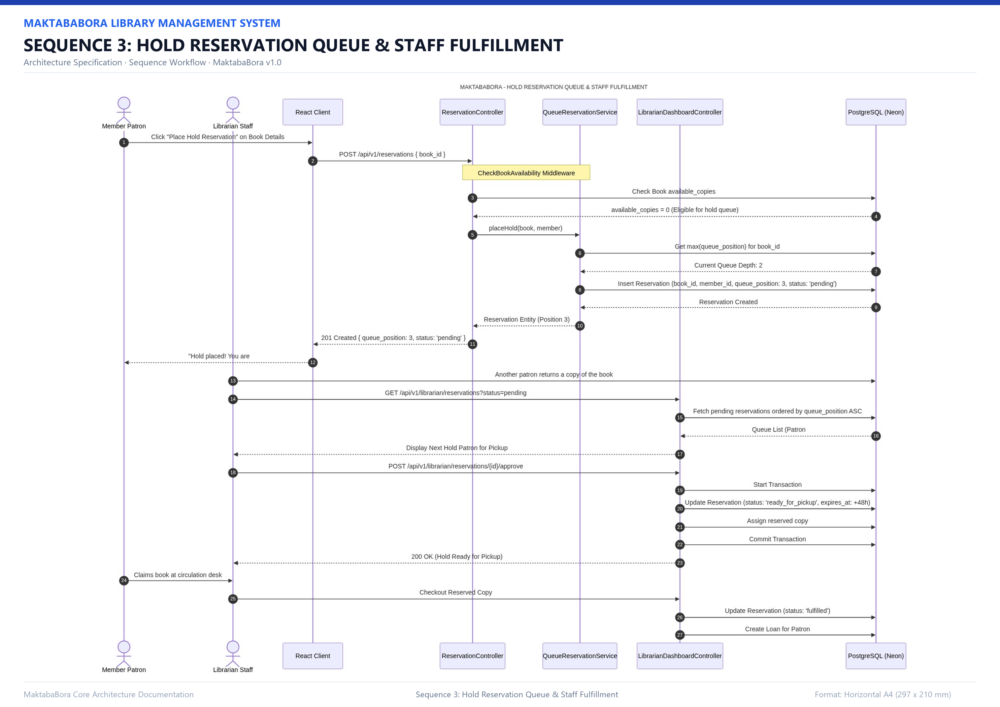 MAKTABABORA LIBRARY MANAGEMENT SYSTEM
SEQUENCE 3: HOLD RESERVATION QUEUE & STAFF FULFILLMENT
Architecture Specification · Sequence Workflow · MaktabaBora v1.0
MAKTABABORA - HOLD RESERVATION QUEUE & STAFF FULFILLMENT
Member Patron
Librarian Staff
React Client
ReservationController
QueueReservationService
LibrarianDashboardController
PostgreSQL (Neon)
1 Click "Place Hold Reservation" on Book Details
2 POST /api/v1/reservations { book_id }
CheckBookAvailability Middleware
3 Check Book available_copies
4 available_copies = 0 (Eligible for hold queue)
5 placeHold(book, member)
6 Get max(queue_position) for book_id
7 Current Queue Depth: 2
8 Insert Reservation (book_id, member_id, queue_position: 3, status: 'pending')
9 Reservation Created
10 Reservation Entity (Position 3)
11 201 Created { queue_position: 3, status: 'pending' }
12 "Hold placed! You are
13 Another patron returns a copy of the book
14 GET /api/v1/librarian/reservations?status=pending
15 Fetch pending reservations ordered by queue_position ASC
16 Queue List (Patron
17 Display Next Hold Patron for Pickup
18 POST /api/v1/librarian/reservations/{id}/approve
19 Start Transaction
20 Update Reservation (status: 'ready_for_pickup', expires_at: +48h)
21 Assign reserved copy
22 Commit Transaction
23 200 OK (Hold Ready for Pickup)
24 Claims book at circulation desk
25 Checkout Reserved Copy
26 Update Reservation (status: 'fulfilled')
27 Create Loan for Patron
Member Patron
Librarian Staff
React Client
ReservationController
QueueReservationService
LibrarianDashboardController
PostgreSQL (Neon)
MaktabaBora Core Architecture Documentation
Sequence 3: Hold Reservation Queue & Staff Fulfillment
Format: Horizontal A4 (297 x 210 mm)